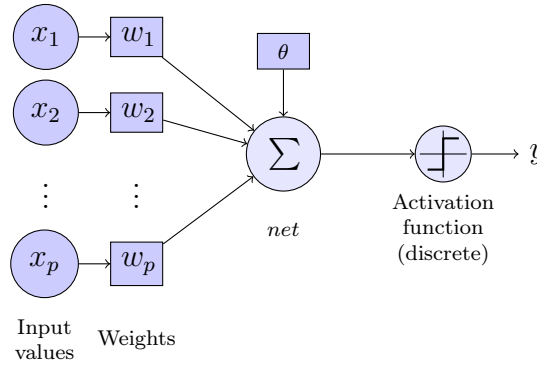 x₁ w₁
θ
x₂ w₂
∑
y
⋮ ⋮
net
Activation
function
(discrete)
xₚ wₚ
Input
values
Weights